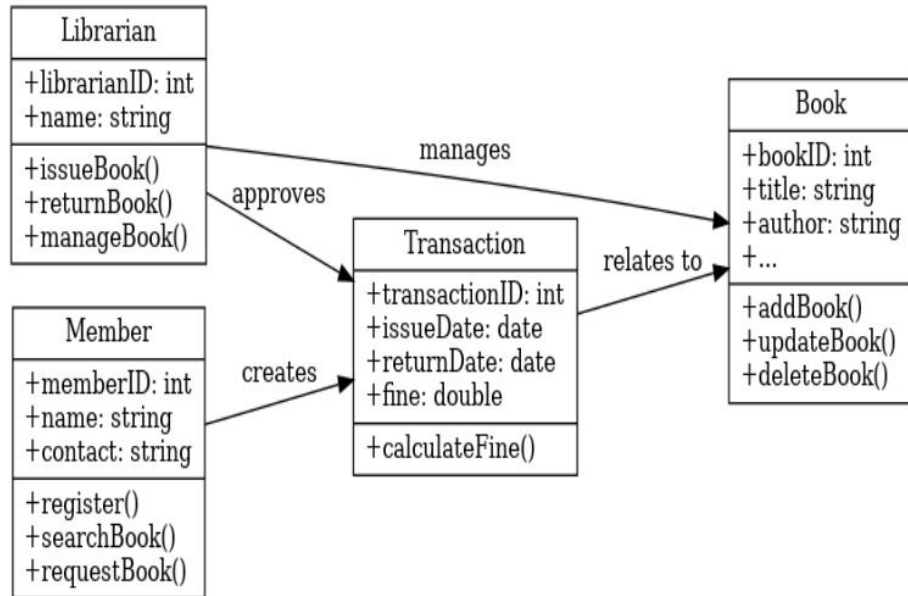 Librarian
+librarianID: int
+name: string
+issueBook()
+returnBook()
+manageBook()
manages
approves
Book
+bookID: int
+title: string
+author: string
+...
+addBook()
+updateBook()
+deleteBook()
Transaction
+transactionID: int
+issueDate: date
+returnDate: date
+fine: double
+calculateFine()
relates to
Member
+memberID: int
+name: string
+contact: string
+register()
+searchBook()
+requestBook()
creates